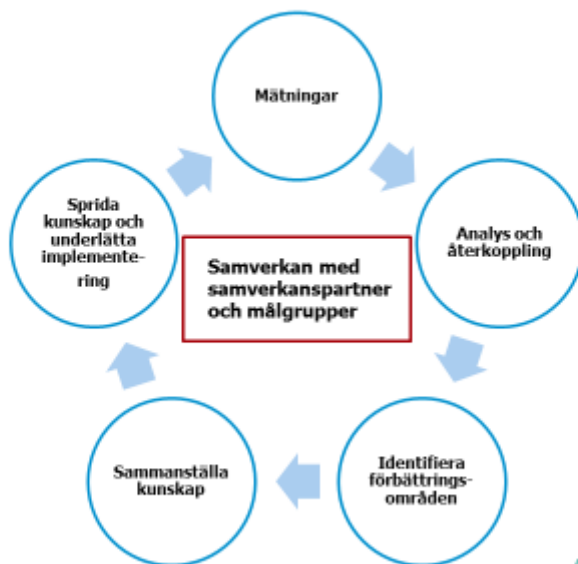 Mätningar
Analys och
återkoppling
Identifiera
förbättrings-
områden
Sammanställa
kunskap
Sprida
kunskap och
underlätta
implemente-
ring
Samverkan med
samverkanspartner
och målgrupper